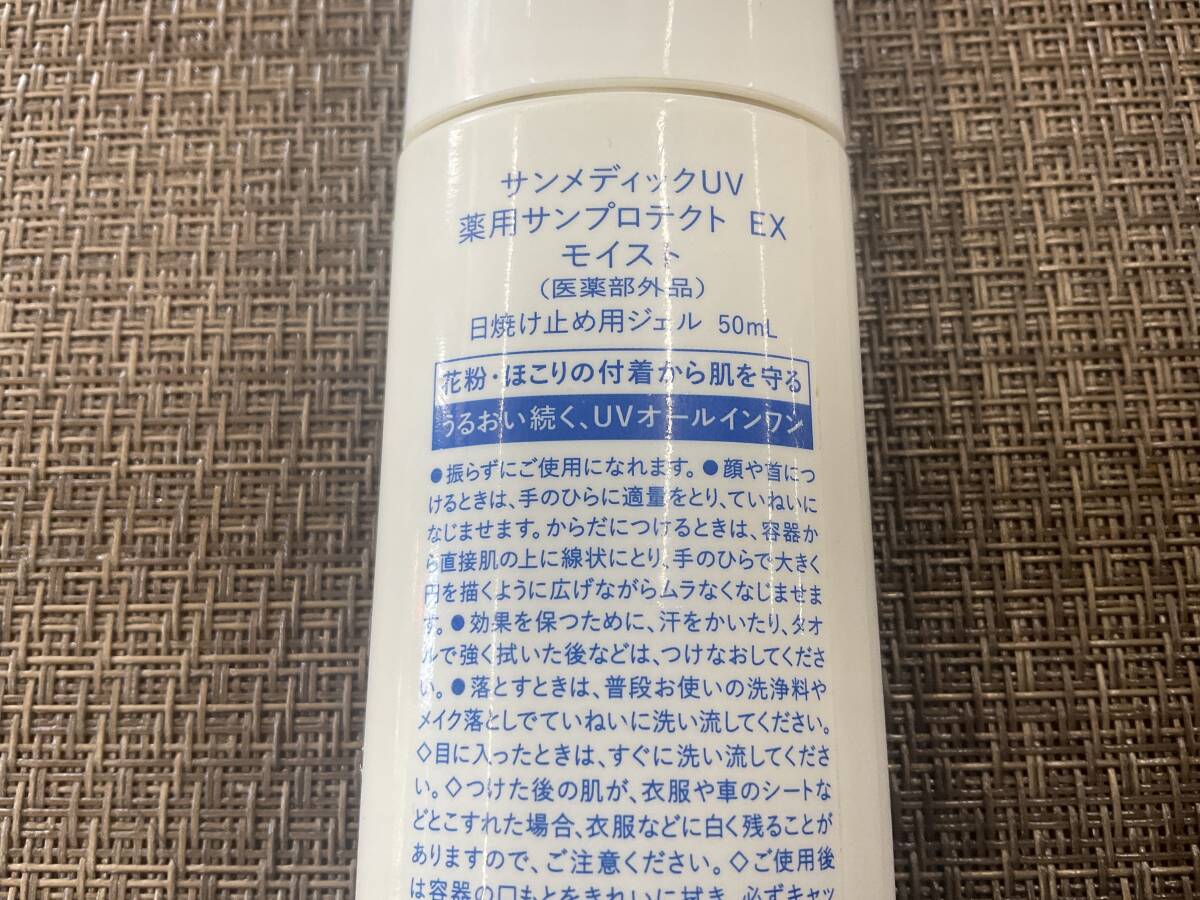 サンメディックUV
薬用サンプロテクト EX
モイスト
（医薬部外品）
日焼け止め用ジェル 50mL
花粉・ほこりの付着から肌を守る
うるおい続く、UVオールインワン
●振らずにご使用になれます。●顔や首につ
けるときは、手のひらに適量をとり、ていねいに
なじませます。からだにつけるときは、容器か
ら直接肌の上に線状にとり、手のひらで大きく
円を描くように広げながらムラなくなじませま
す。●効果を保つために、汗をかいたり、タオ
ルで強く拭いた後などは、つけなおしてくださ
い。●落とすときは、普段お使いの洗浄料や
メイク落としでていねいに洗い流してください。
◇目に入ったときは、すぐに洗い流してくださ
い。◇つけた後の肌が、衣服や車のシートな
どとこすれた場合、衣服などに白く残ることが
ありますので、ご注意ください。◇ご使用後
は容器の口もとをきれいに拭き、必ずキャッ